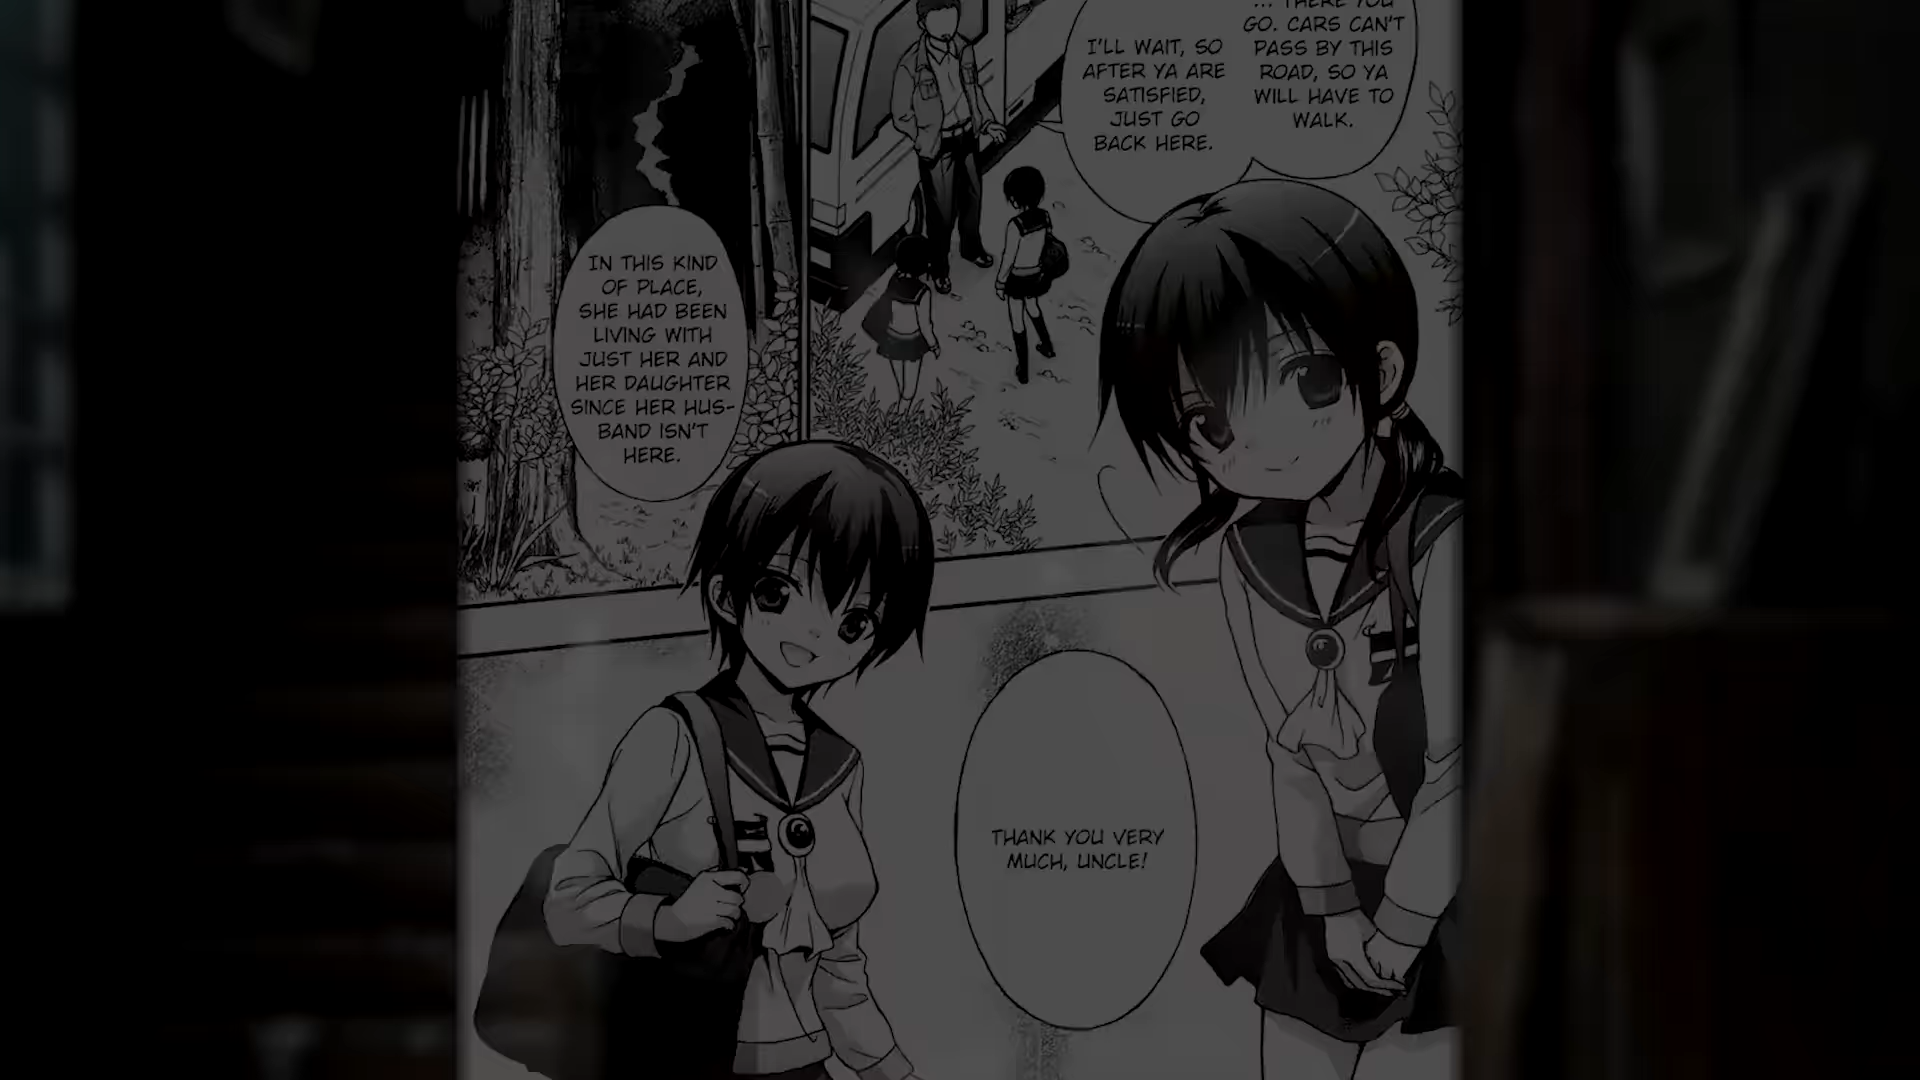 ... THERE YOU
GO. CARS CAN'T
PASS BY THIS
ROAD, SO YA
WILL HAVE TO
WALK.
I'LL WAIT, SO
AFTER YA ARE
SATISFIED,
JUST GO
BACK HERE.
IN THIS KIND
OF PLACE,
SHE HAD BEEN
LIVING WITH
JUST HER AND
HER DAUGHTER
SINCE HER HUS-
BAND ISN'T
HERE.
THANK YOU VERY
MUCH, UNCLE!